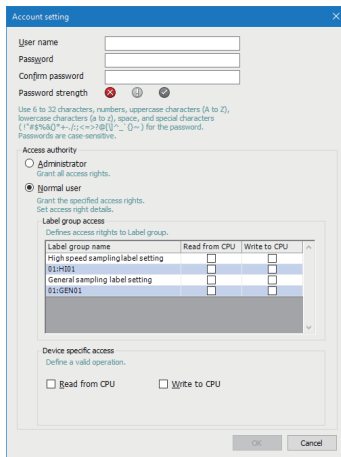 Account setting
User name
Password
Confirm password
Password strength
Use 6 to 32 characters, numbers, uppercase characters (A to Z),
lowercase characters (a to z), space, and special characters
(!"#$%&()*+-./:;<=>?@[\]^_`{}~) for the password.
Passwords are case-sensitive.
Access authority
Administrator
Grant all access rights.
Normal user
Grant the specified access rights.
Set access right details.
Label group access
Defines access ritghts to Label group.
Label group name Read from CPU Write to CPU
High speed sampling label setting
01:HI01
General sampling label setting
01:GEN01
Device specific access
Define a valid operation.
Read from CPU Write to CPU
OK Cancel